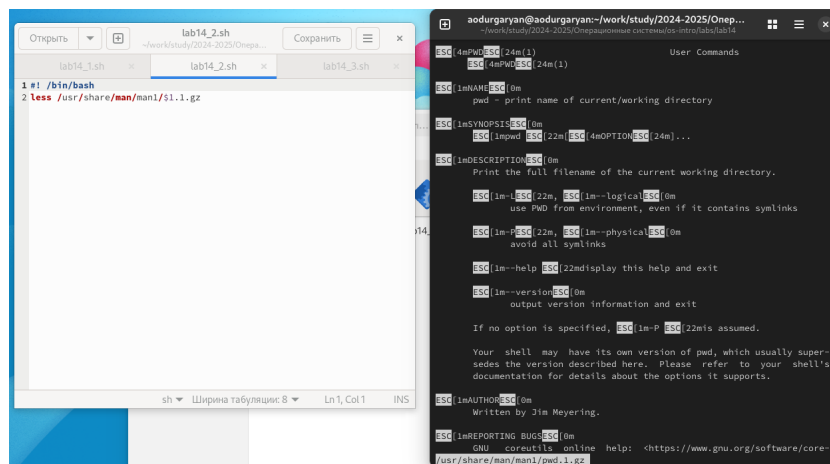 Открыть
lab14_2.sh
~/work/study/2024-2025/Опера...
Сохранить
lab14_1.sh
lab14_2.sh
lab14_3.sh
1 #! /bin/bash
2 less /usr/share/man/man1/$1.1.gz
sh
Ширина табуляции: 8
Ln 1, Col 1
INS
aodurgaryan@aodurgaryan:~/work/study/2024-2025/Опер...
~/work/study/2024-2025/Операционные системы/os-intro/labs/lab14
ESC[4mPWDESC[24m(1) User Commands
ESC[4mPWDESC[24m(1)
ESC[1mNAMEESC[0m
pwd - print name of current/working directory
ESC[1mSYNOPSISESC[0m
ESC[1mpwd ESC[22m[ESC[4mOPTIONESC[24m]...
ESC[1mDESCRIPTIONESC[0m
Print the full filename of the current working directory.
ESC[1m-LESC[22m, ESC[1m--logicalESC[0m
use PWD from environment, even if it contains symlinks
ESC[1m-PESC[22m, ESC[1m--physicalESC[0m
avoid all symlinks
ESC[1m--help ESC[22mdisplay this help and exit
ESC[1m--versionESC[0m
output version information and exit
If no option is specified, ESC[1m-P ESC[22mis assumed.
Your shell may have its own version of pwd, which usually super-
sedes the version described here. Please refer to your shell's
documentation for details about the options it supports.
ESC[1mAUTHORESC[0m
Written by Jim Meyering.
ESC[1mREPORTING BUGSESC[0m
GNU coreutils online help: <https://www.gnu.org/software/core-
/usr/share/man/man1/pwd.1.gz